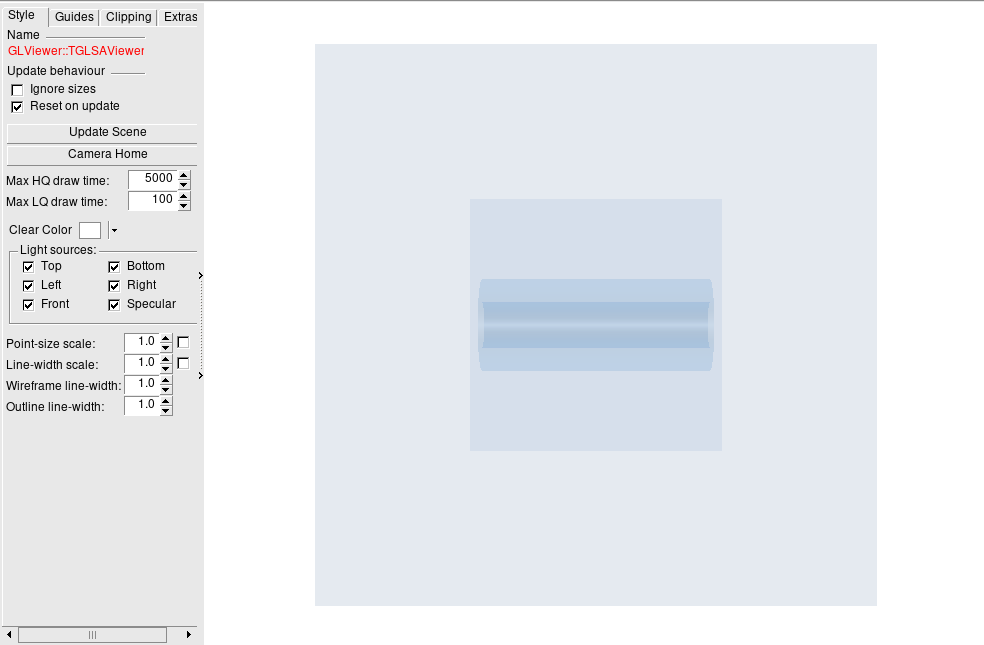 Style Guides Clipping Extras
Name
GLViewer::TGLSAViewer
Update behaviour
Ignore sizes
Reset on update
Update Scene
Camera Home
Max HQ draw time: 5000
Max LQ draw time: 100
Clear Color
Light sources:
Top Bottom
Left Right
Front Specular
Point-size scale: 1.0
Line-width scale: 1.0
Wireframe line-width: 1.0
Outline line-width: 1.0